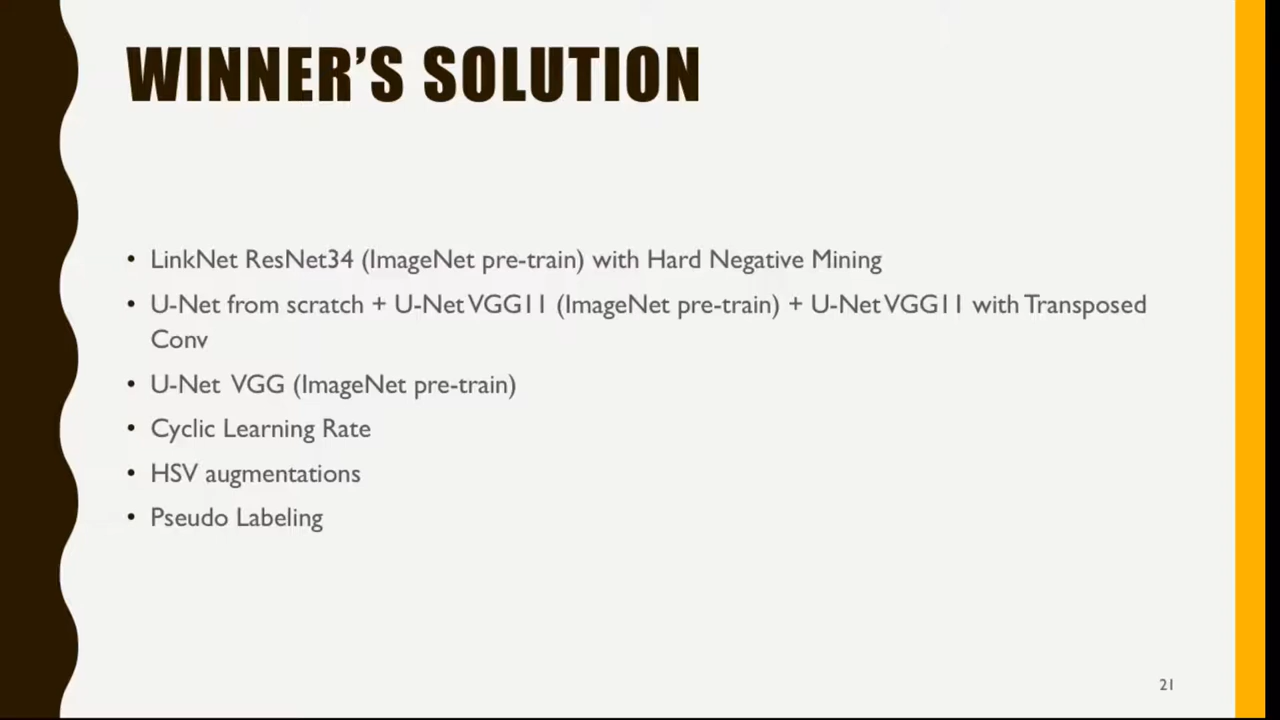 WINNER'S SOLUTION
• LinkNet ResNet34 (ImageNet pre-train) with Hard Negative Mining
• U-Net from scratch + U-Net VGG11 (ImageNet pre-train) + U-Net VGG11 with Transposed
Conv
• U-Net VGG (ImageNet pre-train)
• Cyclic Learning Rate
• HSV augmentations
• Pseudo Labeling
21